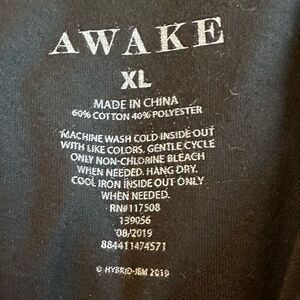 AWAKE
XL
MADE IN CHINA
60% COTTON 40% POLYESTER
MACHINE WASH COLD INSIDE OUT
WITH LIKE COLORS, GENTLE CYCLE
ONLY NON-CHLORINE BLEACH
WHEN NEEDED. HANG DRY.
COOL IRON INSIDE OUT ONLY
WHEN NEEDED.
RN#117508
139056
08/2019
884411474571
© HYBRID-JEM 2019